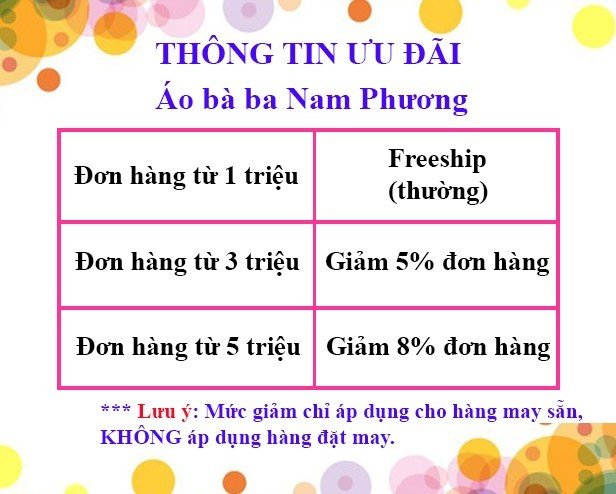 THÔNG TIN ƯU ĐÃI
Áo bà ba Nam Phương
Đơn hàng từ 1 triệu
Freeship
(thường)
Đơn hàng từ 3 triệu
Giảm 5% đơn hàng
Đơn hàng từ 5 triệu
Giảm 8% đơn hàng
*** Lưu ý: Mức giảm chỉ áp dụng cho hàng may sẵn,
KHÔNG áp dụng hàng đặt may.